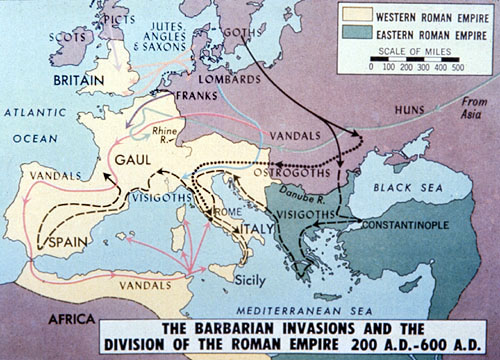 PICTS
SCOTS
JUTES,
ANGLES
& SAXONS
GOTHS
WESTERN ROMAN EMPIRE
EASTERN ROMAN EMPIRE
SCALE OF MILES
0 100 200 300 400 500
BRITAIN
LOMBARDS
FRANKS
HUNS
From
Asia
ATLANTIC
OCEAN
Rhine
R.
VANDALS
GAUL
OSTROGOTHS
VANDALS
Danube R.
BLACK SEA
VISIGOTHS
ROME
VISIGOTHS
CONSTANTINOPLE
ITALY
SPAIN
Sicily
VANDALS
MEDITERRANEAN SEA
AFRICA
THE BARBARIAN INVASIONS AND THE
DIVISION OF THE ROMAN EMPIRE 200 A.D.-600 A.D.